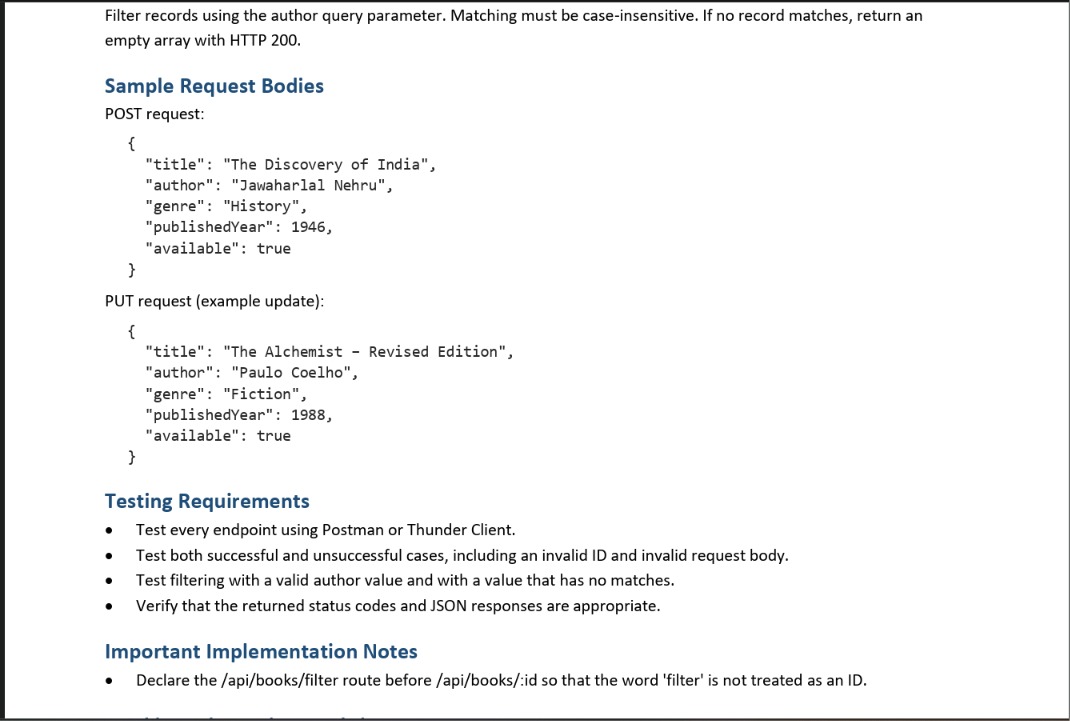 Filter records using the author query parameter. Matching must be case-insensitive. If no record matches, return an
empty array with HTTP 200.
Sample Request Bodies
POST request:
{
"title": "The Discovery of India",
"author": "Jawaharlal Nehru",
"genre": "History",
"publishedYear": 1946,
"available": true
}
PUT request (example update):
{
"title": "The Alchemist – Revised Edition",
"author": "Paulo Coelho",
"genre": "Fiction",
"publishedYear": 1988,
"available": true
}
Testing Requirements
• Test every endpoint using Postman or Thunder Client.
• Test both successful and unsuccessful cases, including an invalid ID and invalid request body.
• Test filtering with a valid author value and with a value that has no matches.
• Verify that the returned status codes and JSON responses are appropriate.
Important Implementation Notes
• Declare the /api/books/filter route before /api/books/:id so that the word 'filter' is not treated as an ID.